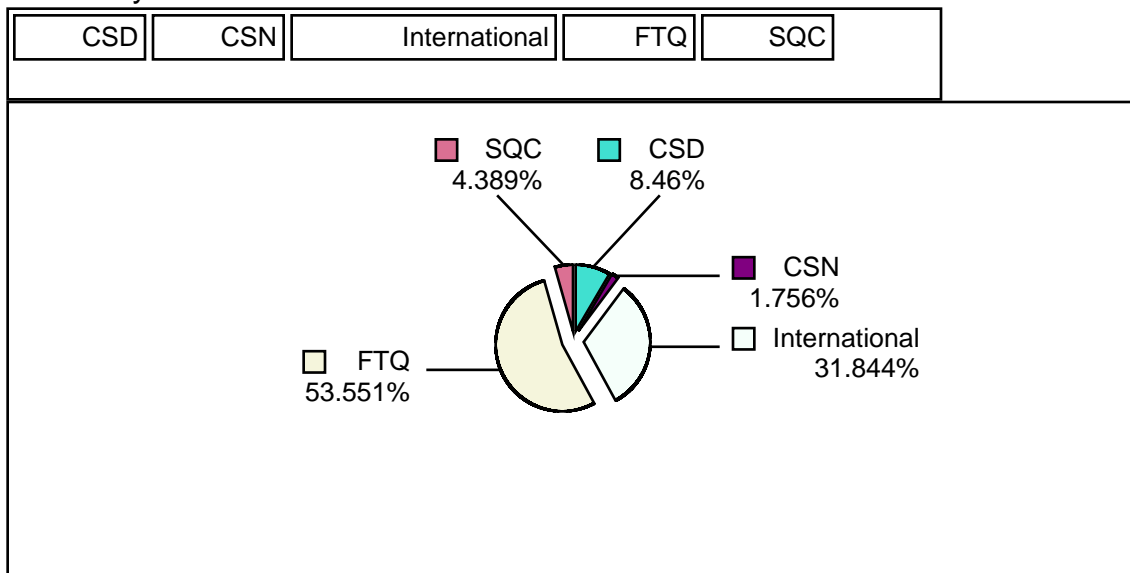 CSD CSN International FTQ SQC
SQC CSD
4.389% 8.46%
CSN
1.756%
International
31.844%
FTQ
53.551%